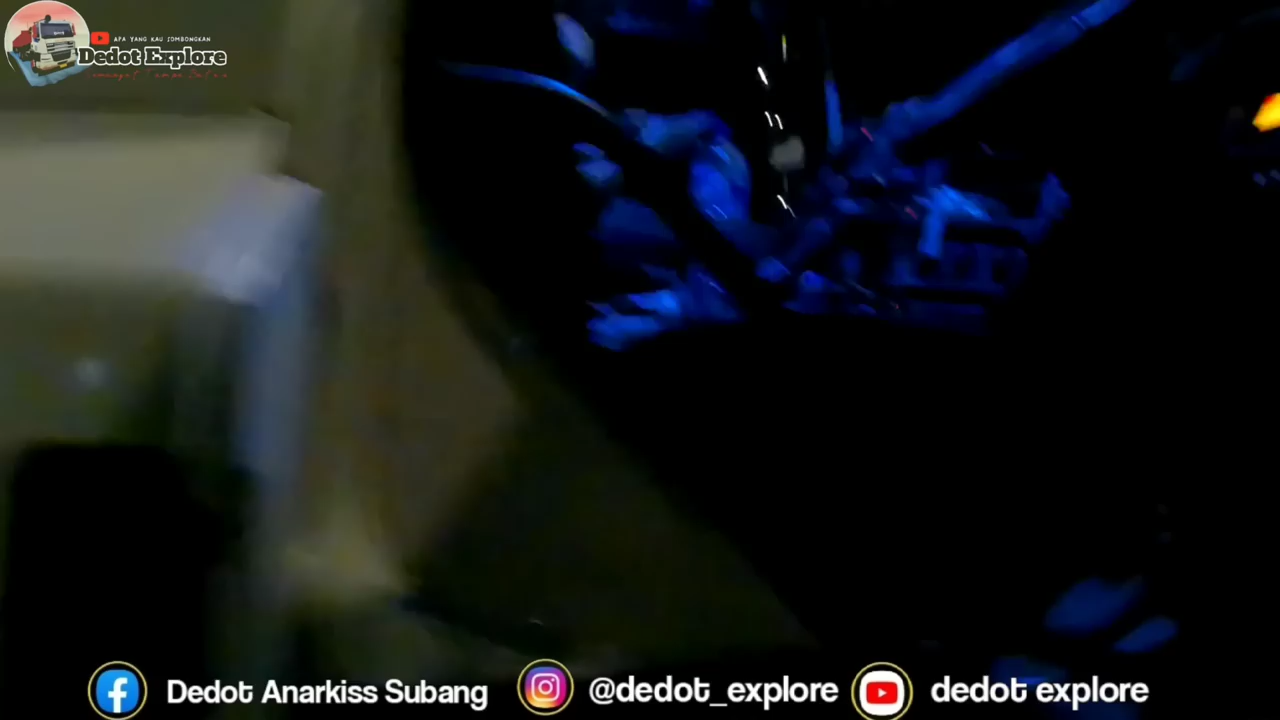 APA YANG KAU SOMBONGKAN
Dedot Explore
Dedot Anarkiss Subang
@dedot_explore
dedot explore